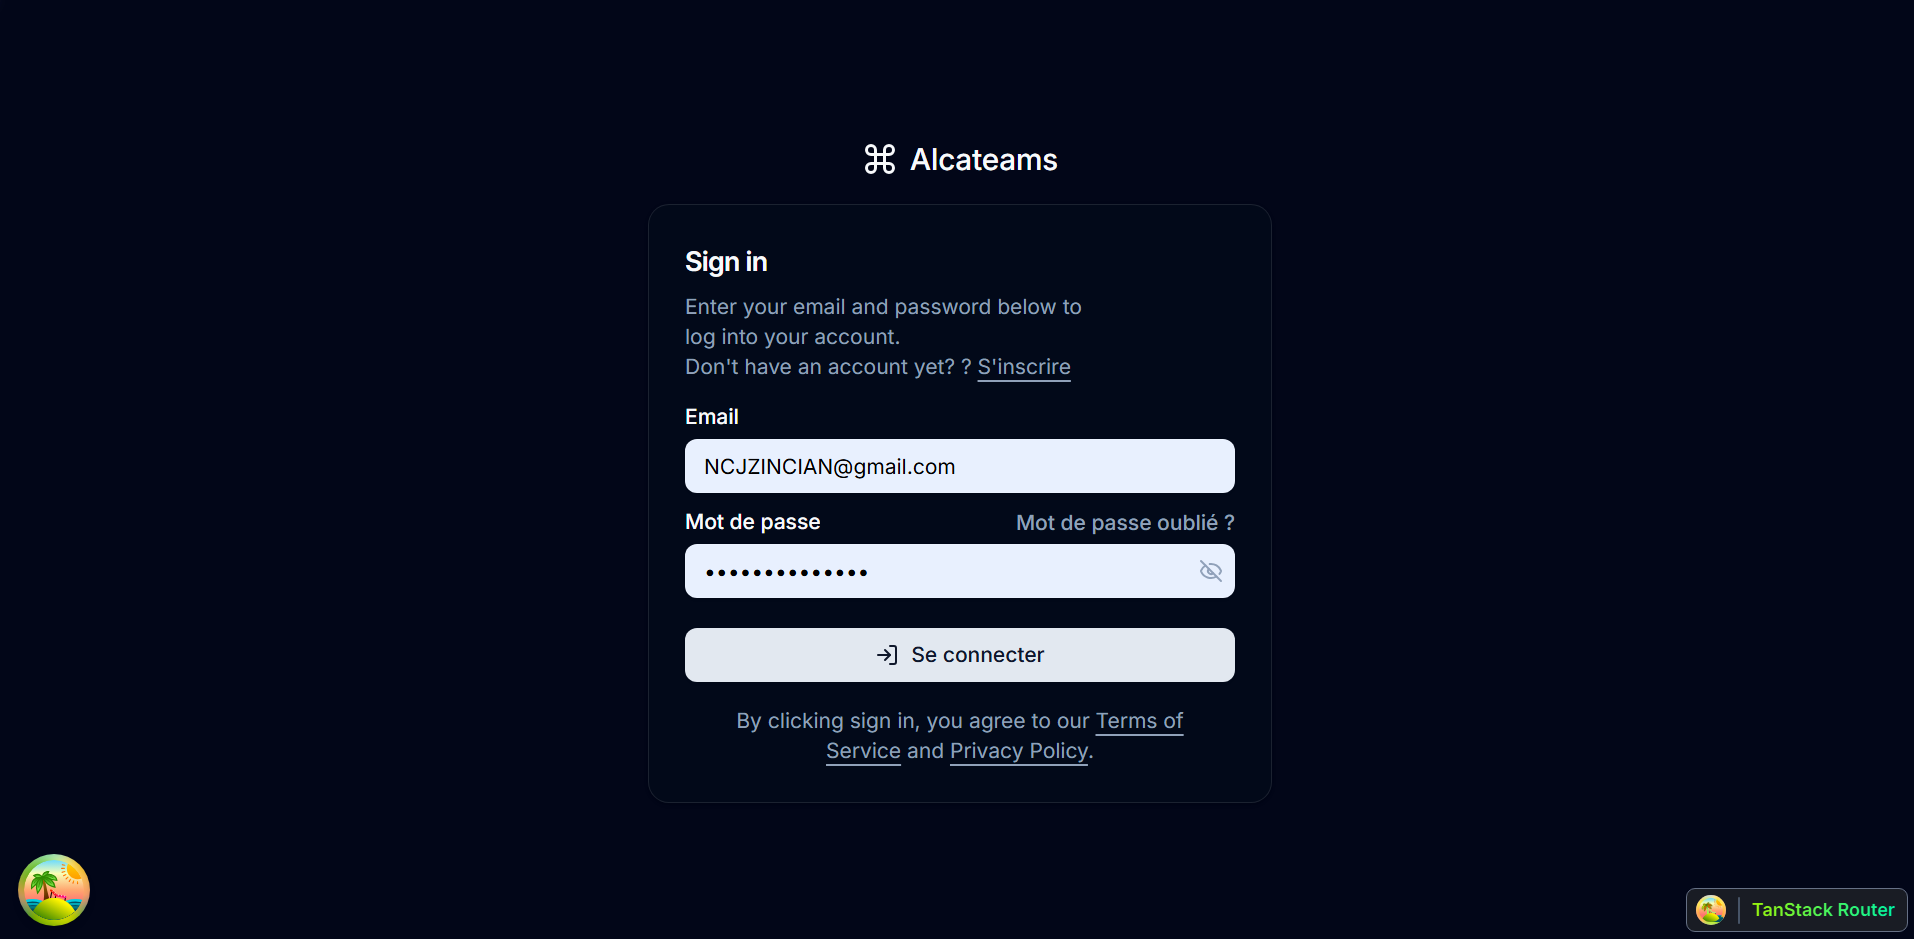 Alcateams
Sign in
Enter your email and password below to
log into your account.
Don't have an account yet? ? S'inscrire
Email
NCJZINCIAN@gmail.com
Mot de passe
Mot de passe oublié ?
••••••••••••••
Se connecter
By clicking sign in, you agree to our Terms of
Service and Privacy Policy.
TanStack Router